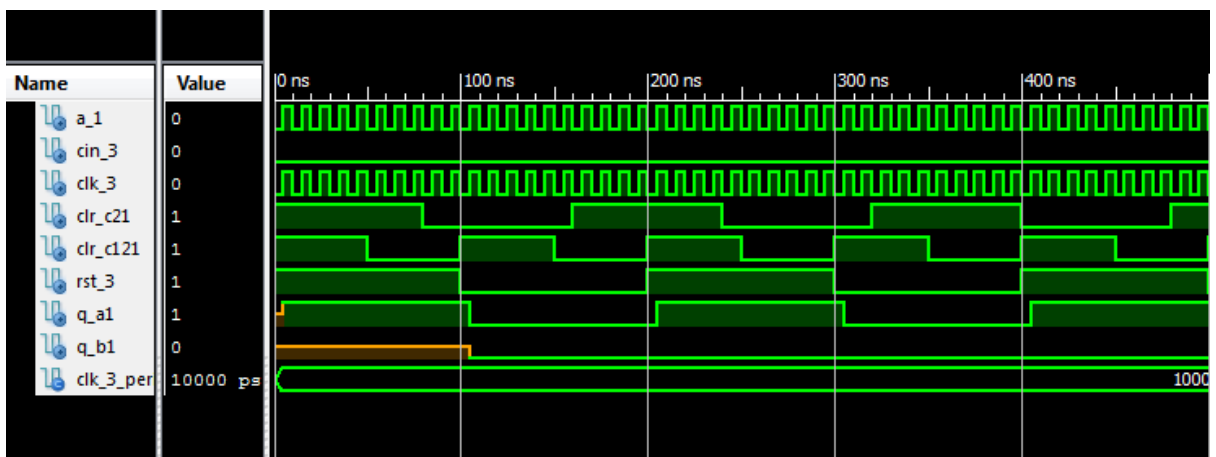 Name Value 0 ns 100 ns 200 ns 300 ns 400 ns
a_1 0
cin_3 0
clk_3 0
clr_c21 1
clr_c121 1
rst_3 1
q_a1 1
q_b1 0
clk_3_per 10000 ps 1000